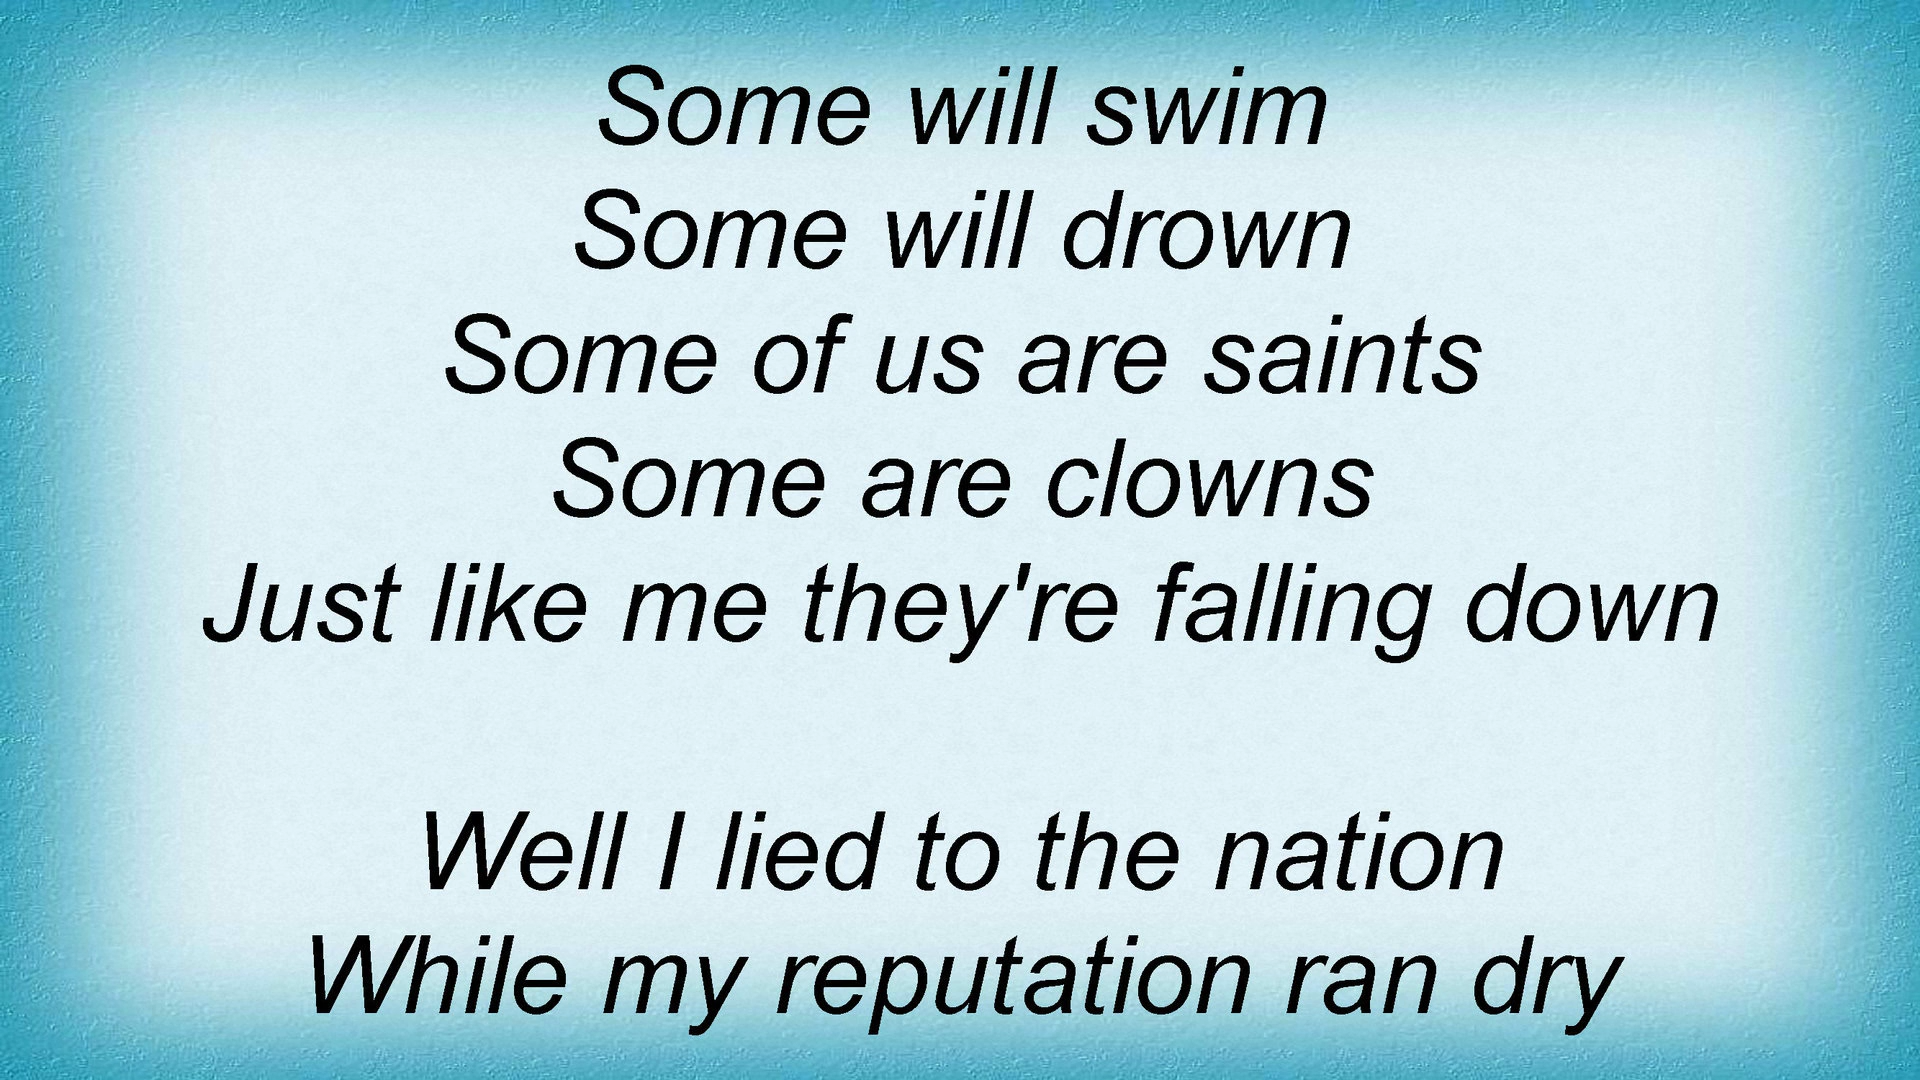 Some will swim
Some will drown
Some of us are saints
Some are clowns
Just like me they're falling down
Well I lied to the nation
While my reputation ran dry